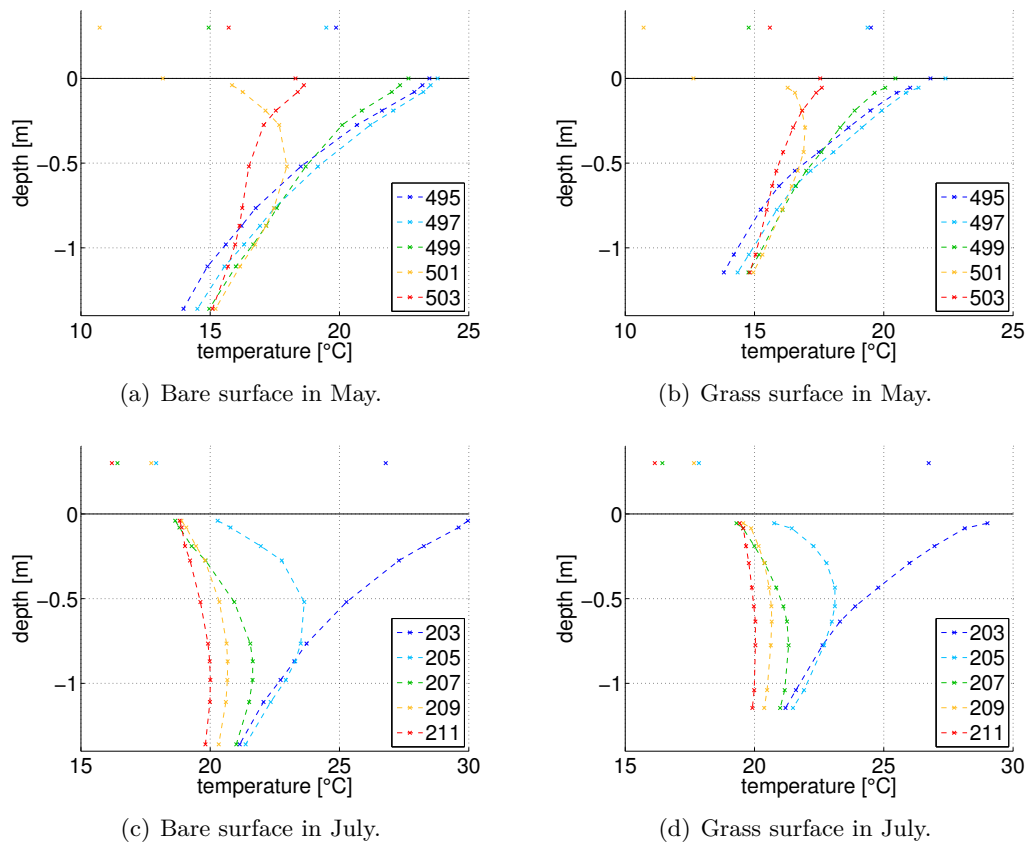 0
−0.5
−1
depth [m]
495
497
499
501
503
10 15 20 25
temperature [°C]
(a) Bare surface in May.
0
−0.5
−1
depth [m]
495
497
499
501
503
10 15 20 25
temperature [°C]
(b) Grass surface in May.
0
−0.5
−1
depth [m]
203
205
207
209
211
15 20 25 30
temperature [°C]
(c) Bare surface in July.
0
−0.5
−1
depth [m]
203
205
207
209
211
15 20 25 30
temperature [°C]
(d) Grass surface in July.